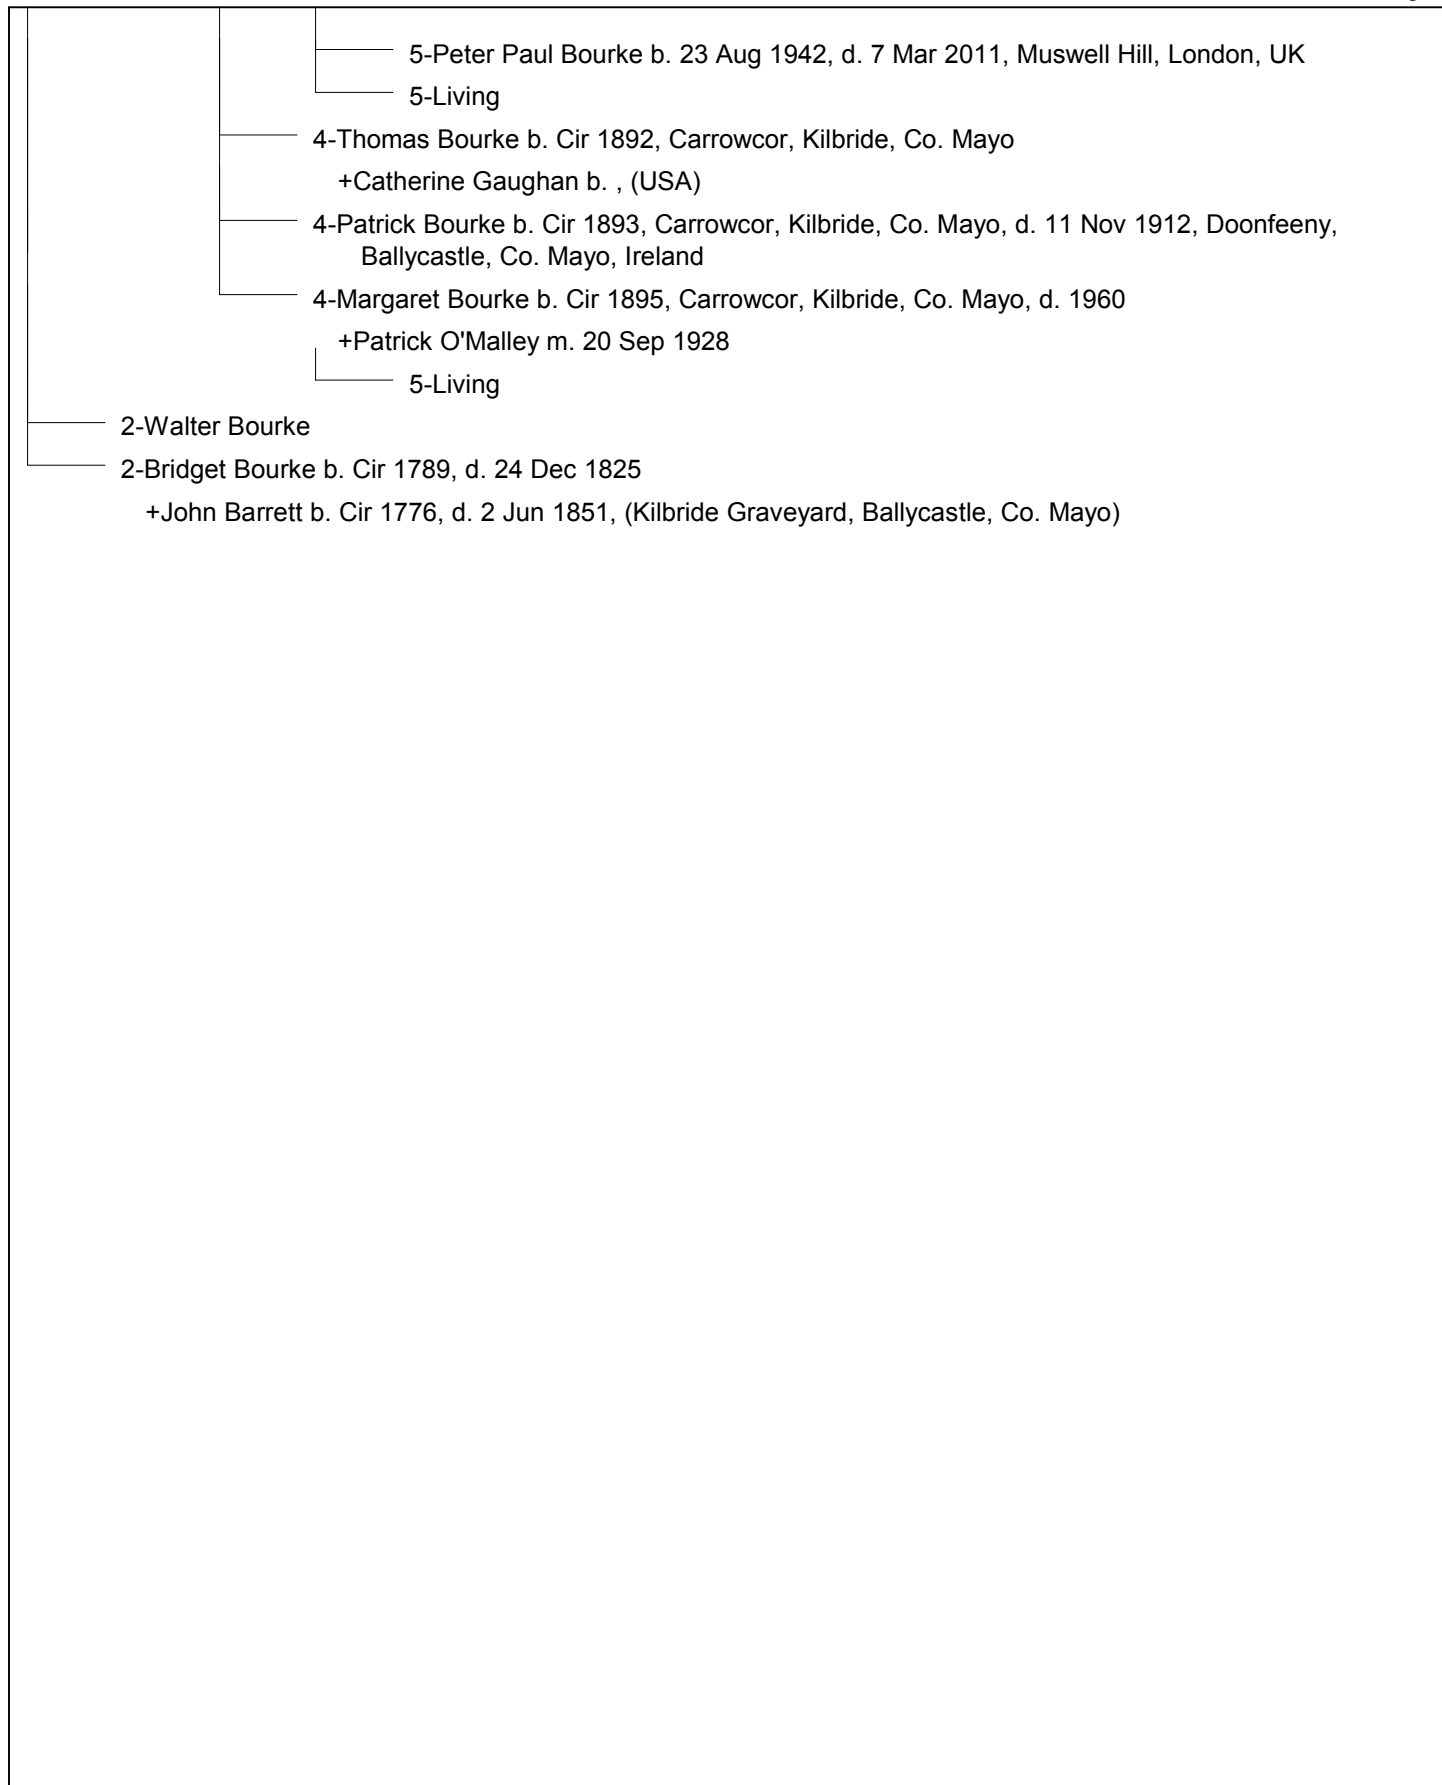 5-Peter Paul Bourke b. 23 Aug 1942, d. 7 Mar 2011, Muswell Hill, London, UK
5-Living
4-Thomas Bourke b. Cir 1892, Carrowcor, Kilbride, Co. Mayo
+Catherine Gaughan b. , (USA)
4-Patrick Bourke b. Cir 1893, Carrowcor, Kilbride, Co. Mayo, d. 11 Nov 1912, Doonfeeny,
Ballycastle, Co. Mayo, Ireland
4-Margaret Bourke b. Cir 1895, Carrowcor, Kilbride, Co. Mayo, d. 1960
+Patrick O'Malley m. 20 Sep 1928
5-Living
2-Walter Bourke
2-Bridget Bourke b. Cir 1789, d. 24 Dec 1825
+John Barrett b. Cir 1776, d. 2 Jun 1851, (Kilbride Graveyard, Ballycastle, Co. Mayo)